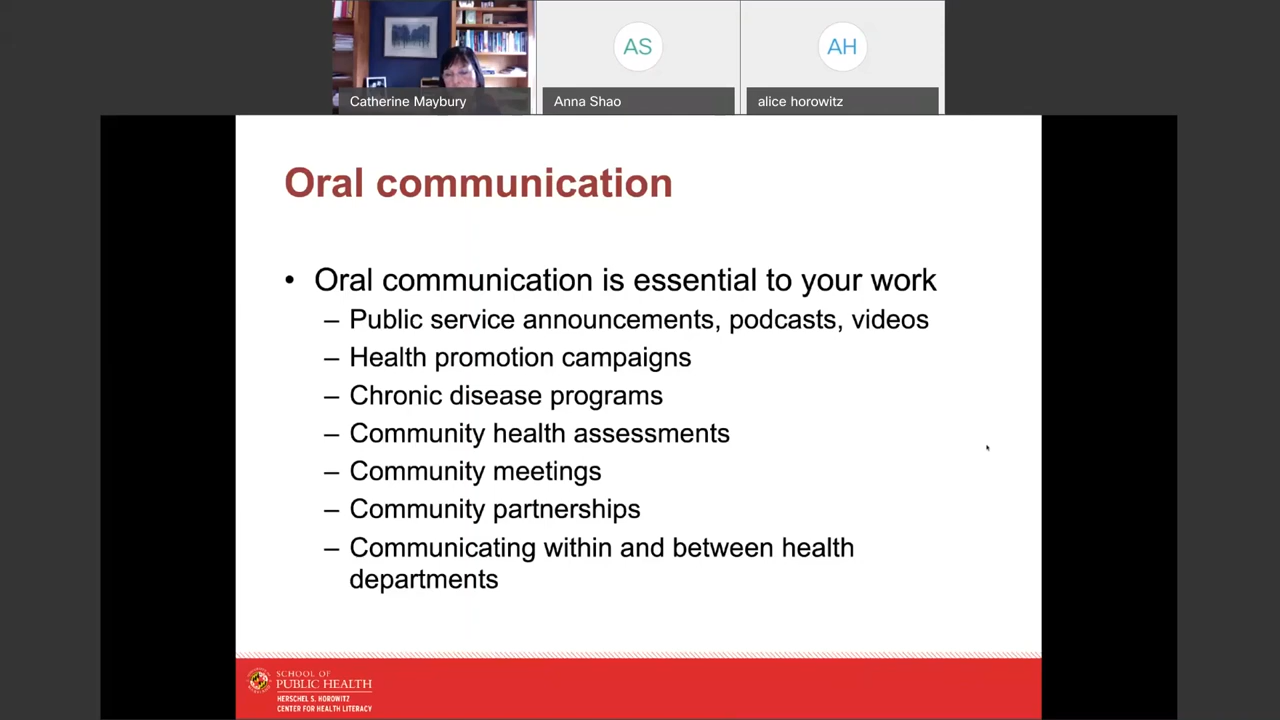 AS
AH
Catherine Maybury
Anna Shao
alice horowitz
Oral communication
• Oral communication is essential to your work
– Public service announcements, podcasts, videos
– Health promotion campaigns
– Chronic disease programs
– Community health assessments
– Community meetings
– Community partnerships
– Communicating within and between health
departments
SCHOOL OF
PUBLIC HEALTH
HERSCHEL S. HOROWITZ
CENTER FOR HEALTH LITERACY